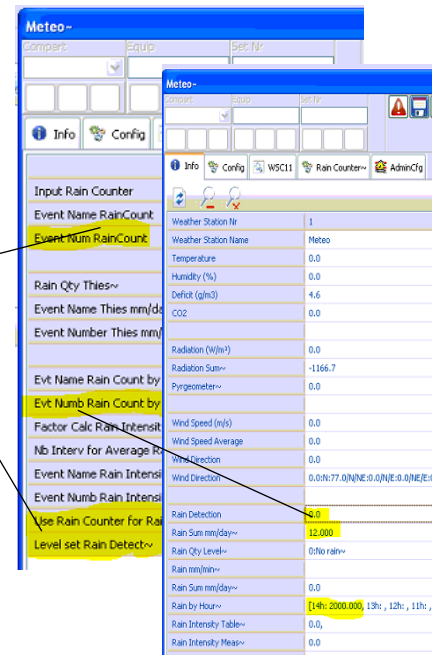 Meteo~
Compart Equip Set Nr
Info Config
Input Rain Counter
Event Name RainCount
Event Num RainCount
Rain Qty Thies~
Event Name Thies mm/da
Event Number Thies mm/
Evt Name Rain Count by
Evt Numb Rain Count by
Factor Calc Rain Intensit
Nb Interv for Average R
Event Name Rain Intensi
Event Numb Rain Intensi
Use Rain Counter for Rai
Level set Rain Detect~
Meteo~
Compart Equip Set Nr
Info Config WSC11 Rain Counter~ AdminCfg
Weather Station Nr 1
Weather Station Name Meteo
Temperature 0.0
Humidity (%) 0.0
Deficit (g/m3) 4.6
CO2 0.0
Radiation (W/m²) 0.0
Radiation Sum~ -1166.7
Pyrgeometer~ 0.0
Wind Speed (m/s) 0.0
Wind Speed Average 0.0
Wind Direction 0.0
Wind Direction 0.0:N:77.0/N/NE:0.0/N/E:0.0/NE/E:0
Rain Detection 0.0
Rain Sum mm/day~ 12.000
Rain Qty Level~ 0:No rain~
Rain mm/min~
Rain Sum mm/day~ 0.0
Rain by Hour~ [14h: 2000.000, 13h: , 12h: , 11h: ,
Rain Intensity Table~ 0.0,
Rain Intensity Meas~ 0.0